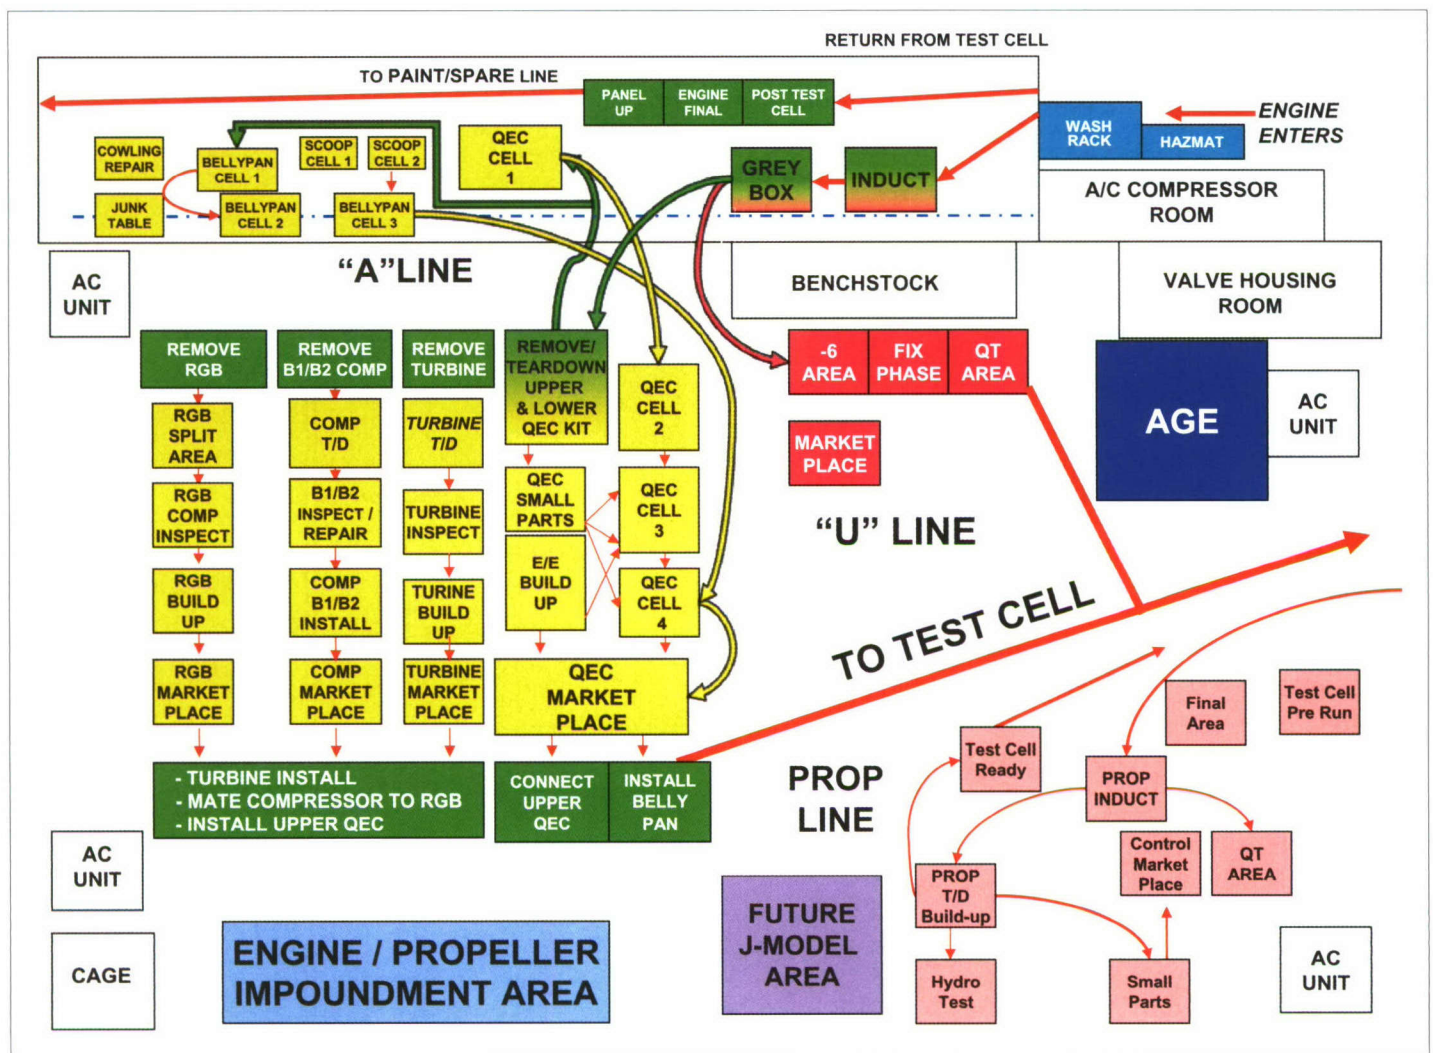 RETURN FROM TEST CELL
TO PAINT/SPARE LINE
PANEL
UP
ENGINE
FINAL
POST TEST
CELL
WASH
RACK
HAZMAT
ENGINE
ENTERS
COWLING
REPAIR
BELLYPAN
CELL 1
SCOOP
CELL 1
SCOOP
CELL 2
QEC
CELL
1
GREY
BOX
INDUCT
A/C COMPRESSOR
ROOM
JUNK
TABLE
BELLYPAN
CELL 2
BELLYPAN
CELL 3
AC
UNIT
“A”LINE
BENCHSTOCK
VALVE HOUSING
ROOM
REMOVE
RGB
REMOVE
B1/B2 COMP
REMOVE
TURBINE
REMOVE/
TEARDOWN
UPPER
& LOWER
QEC KIT
QEC
CELL
2
-6
AREA
FIX
PHASE
QT
AREA
AGE
AC
UNIT
RGB
SPLIT
AREA
COMP
T/D
TURBINE
T/D
MARKET
PLACE
RGB
COMP
INSPECT
B1/B2
INSPECT /
REPAIR
TURBINE
INSPECT
QEC
SMALL
PARTS
QEC
CELL
3
“U” LINE
RGB
BUILD
UP
COMP
B1/B2
INSTALL
TURINE
BUILD
UP
E/E
BUILD
UP
QEC
CELL
4
TO TEST CELL
RGB
MARKET
PLACE
COMP
MARKET
PLACE
TURBINE
MARKET
PLACE
QEC
MARKET
PLACE
Final
Area
Test Cell
Pre Run
- TURBINE INSTALL
- MATE COMPRESSOR TO RGB
- INSTALL UPPER QEC
CONNECT
UPPER
QEC
INSTALL
BELLY
PAN
PROP
LINE
Test Cell
Ready
PROP
INDUCT
Control
Market
Place
QT
AREA
AC
UNIT
PROP
T/D
Build-up
FUTURE
J-MODEL
AREA
ENGINE / PROPELLER
IMPOUNDMENT AREA
CAGE
Hydro
Test
Small
Parts
AC
UNIT